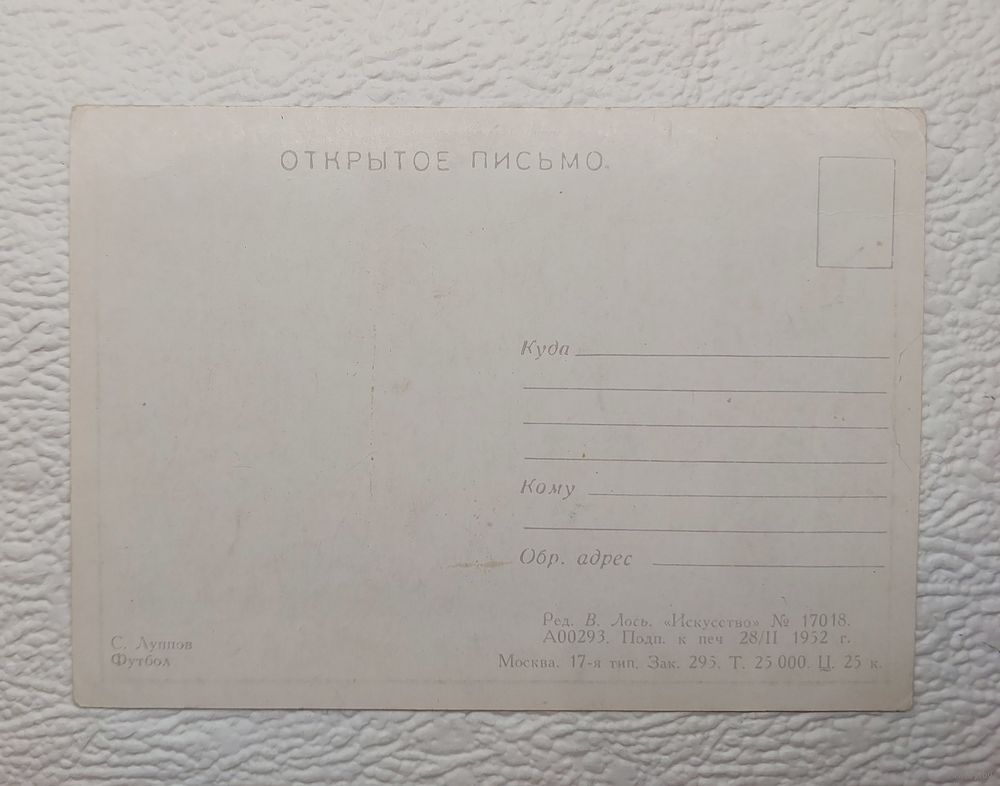 ОТКРЫТОЕ ПИСЬМО
Куда
Кому
Обр. адрес
Ред. В. Лось. «Искусство» № 17018.
А00293. Подп. к печ 28/II 1952 г.
Москва. 17-я тип. Зак. 295. Т. 25 000. Ц. 25 к.
С. Луппов
Футбол